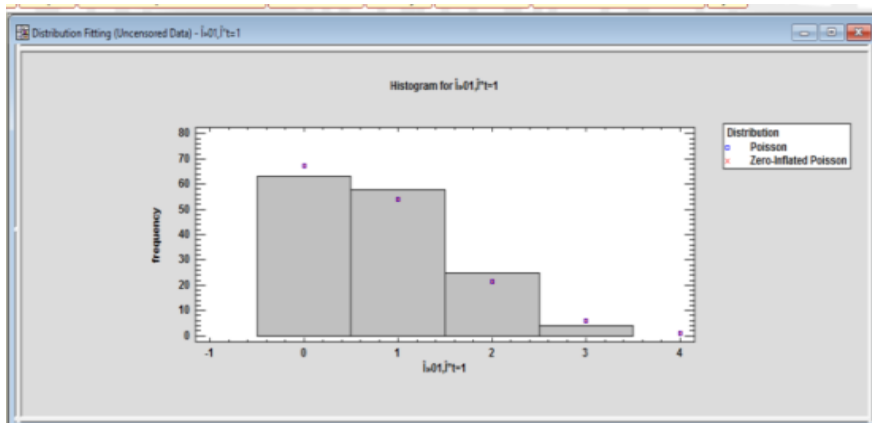 Distribution Fitting (Uncensored Data) - Î»01,Î"t=1
Histogram for Î»01,Î"t=1
Distribution
Poisson
Zero-Inflated Poisson
frequency
80
70
60
50
40
30
20
10
0
-1 0 1 2 3 4
Î»01,Î"t=1